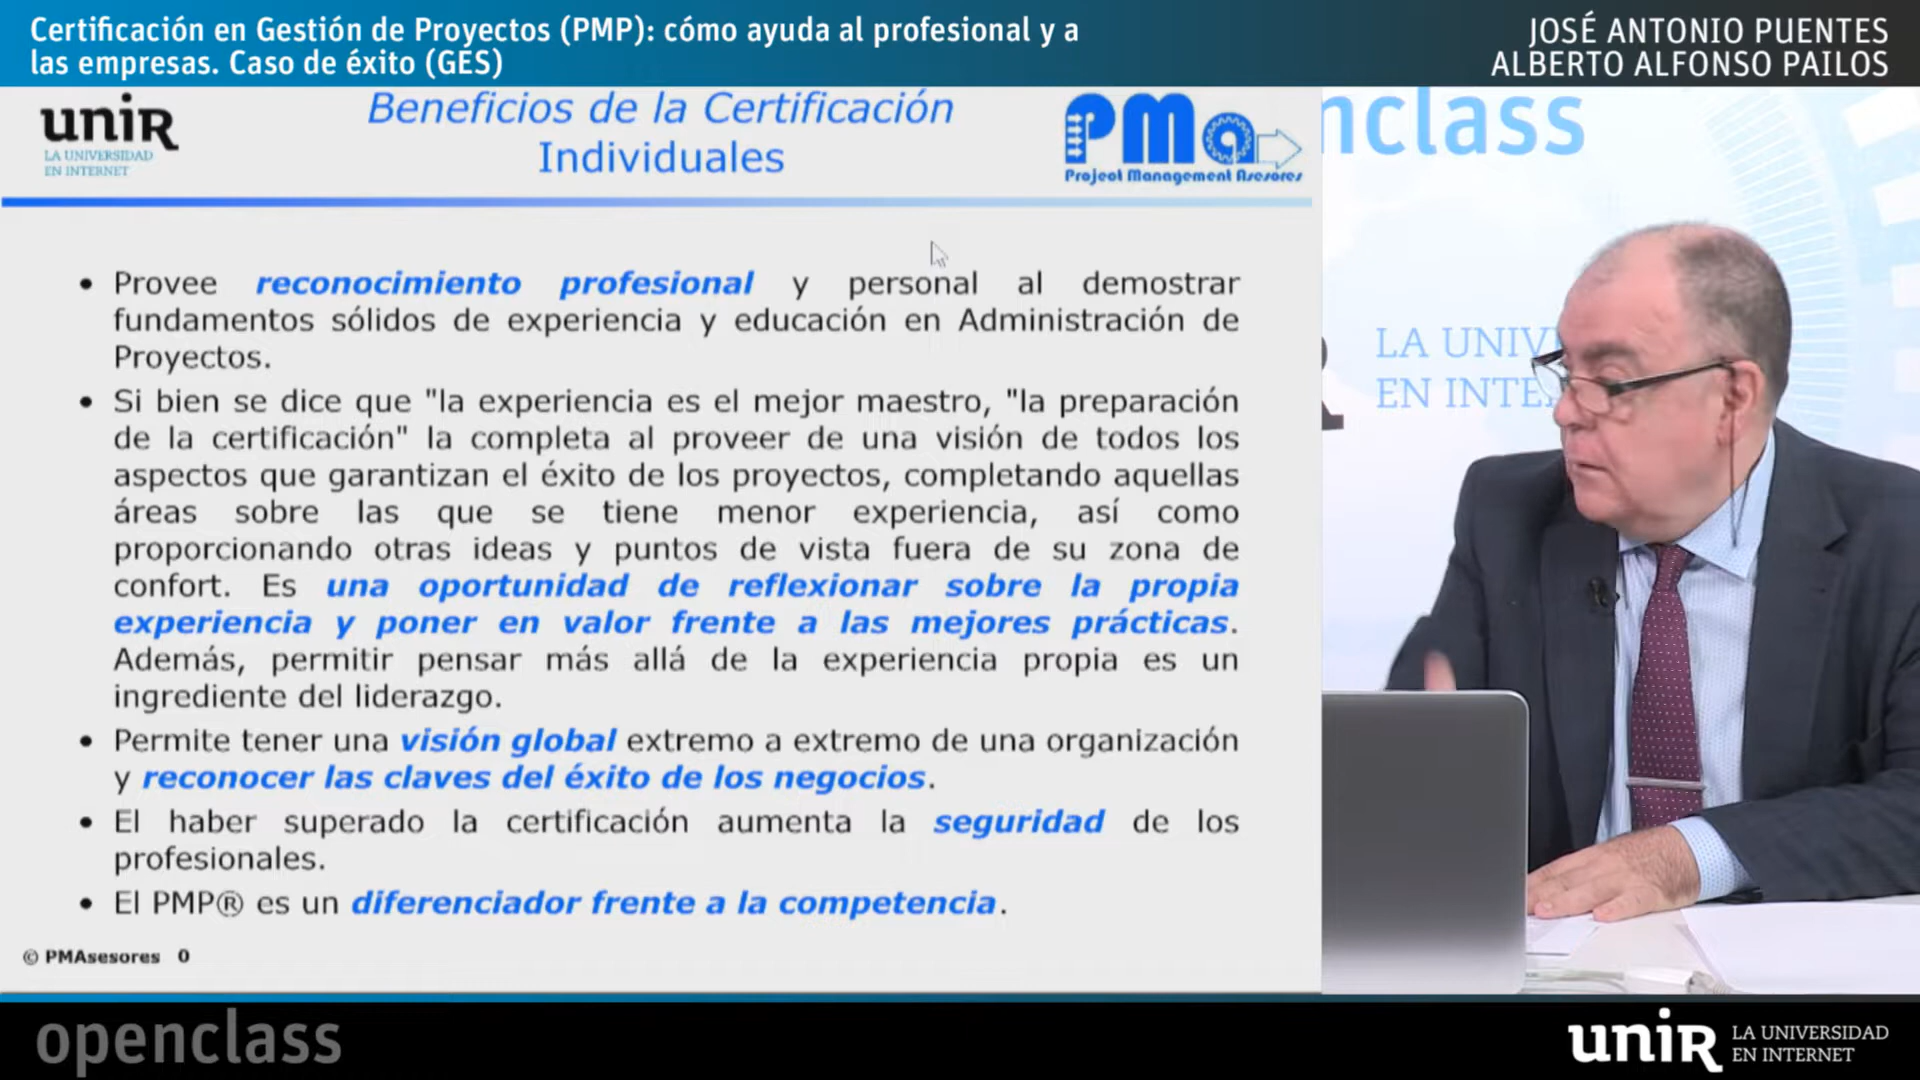 Certificación en Gestión de Proyectos (PMP): cómo ayuda al profesional y a
las empresas. Caso de éxito (GES)
JOSÉ ANTONIO PUENTES
ALBERTO ALFONSO PAILOS
unir
LA UNIVERSIDAD
EN INTERNET
Beneficios de la Certificación
Individuales
PMa
Project Management Asesores
nclass
LA UNIV
EN INTE
• Provee reconocimiento profesional y personal al demostrar
fundamentos sólidos de experiencia y educación en Administración de
Proyectos.
• Si bien se dice que "la experiencia es el mejor maestro, "la preparación
de la certificación" la completa al proveer de una visión de todos los
aspectos que garantizan el éxito de los proyectos, completando aquellas
áreas sobre las que se tiene menor experiencia, así como
proporcionando otras ideas y puntos de vista fuera de su zona de
confort. Es una oportunidad de reflexionar sobre la propia
experiencia y poner en valor frente a las mejores prácticas.
Además, permitir pensar más allá de la experiencia propia es un
ingrediente del liderazgo.
• Permite tener una visión global extremo a extremo de una organización
y reconocer las claves del éxito de los negocios.
• El haber superado la certificación aumenta la seguridad de los
profesionales.
• El PMP® es un diferenciador frente a la competencia.
© PMAsesores 0
openclass
unir
LA UNIVERSIDAD
EN INTERNET